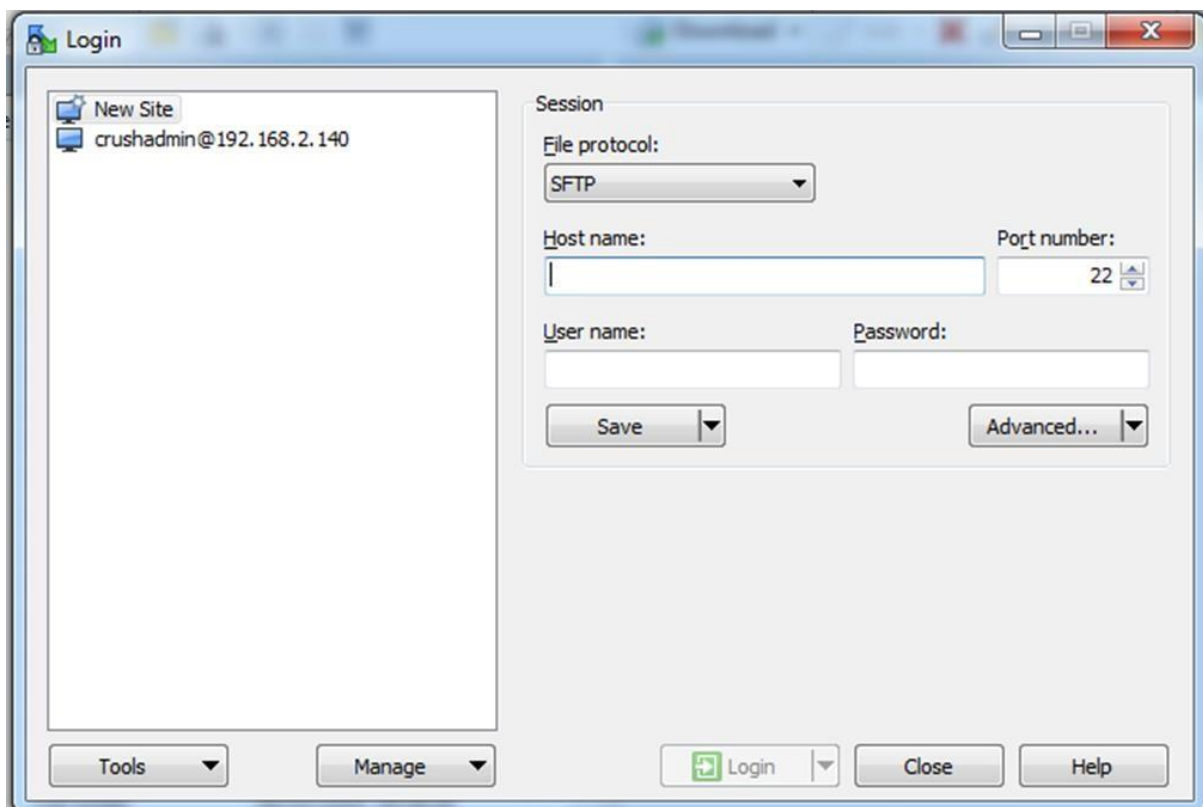 Login
Download
New Site
crushadmin@192.168.2.140
Session
File protocol:
SFTP
Host name:
Port number:
22
User name:
Password:
Save
Advanced...
Tools
Manage
Login
Close
Help